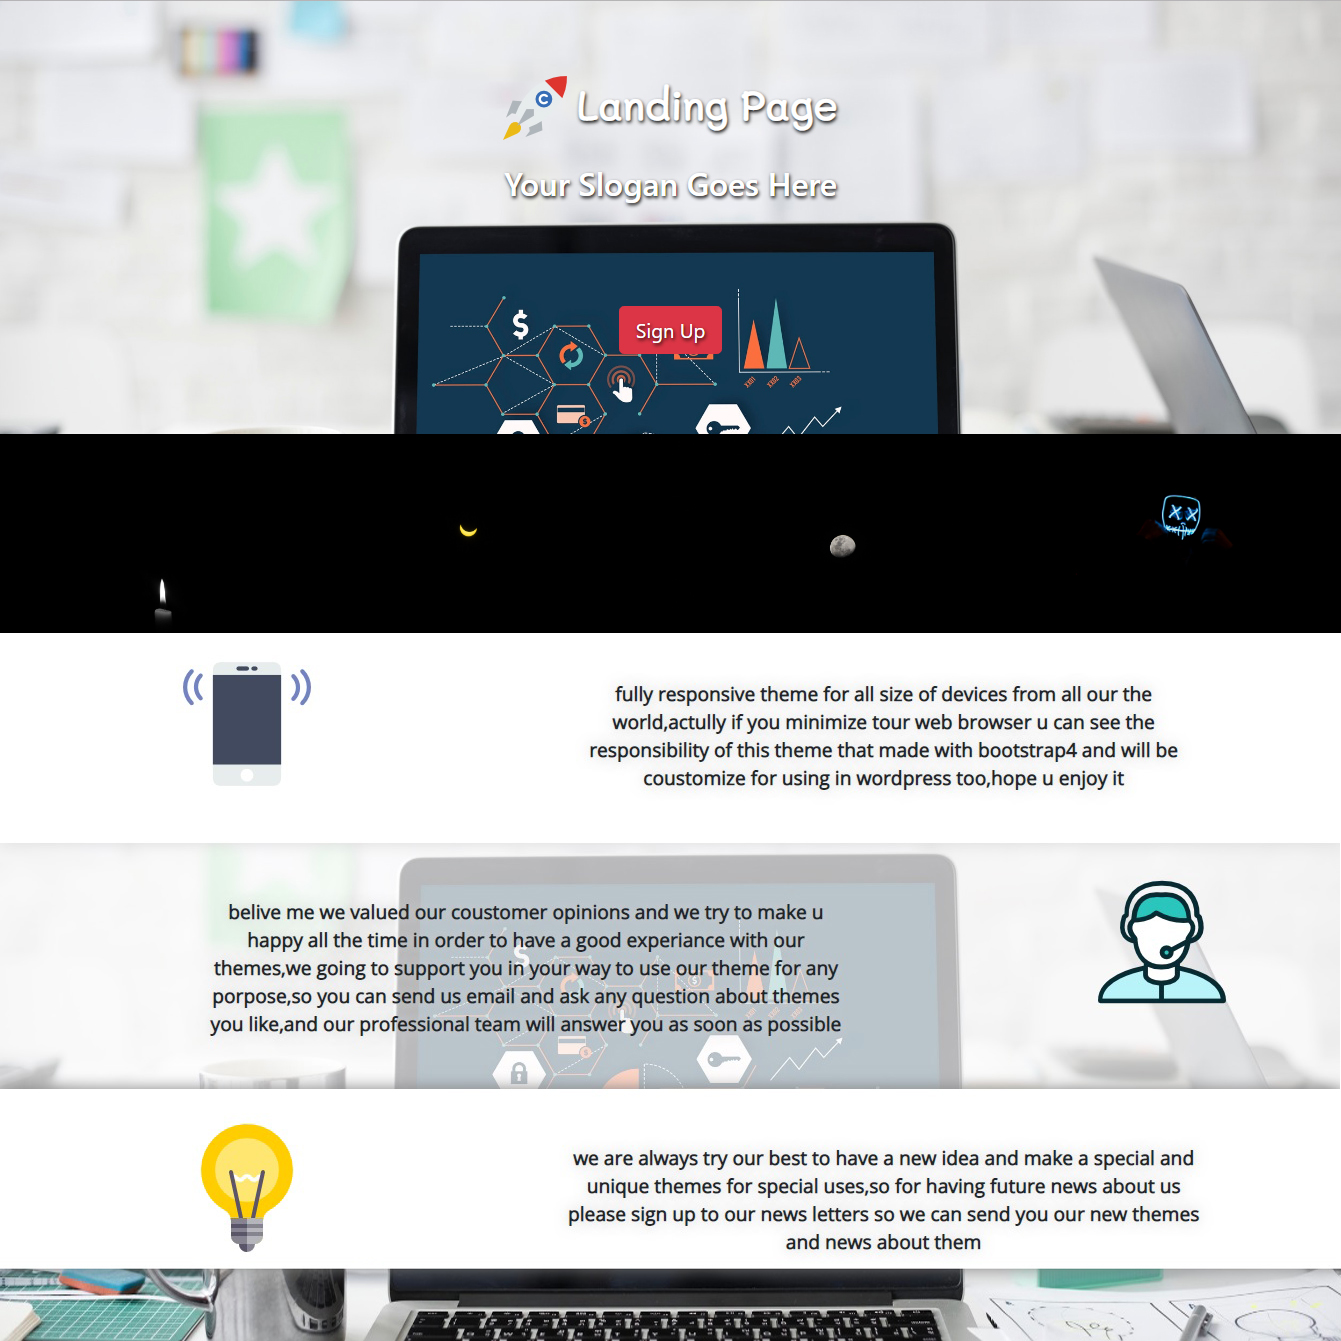 Landing Page
Your Slogan Goes Here
Sign Up
fully responsive theme for all size of devices from all our the
world,actully if you minimize tour web browser u can see the
responsibility of this theme that made with bootstrap4 and will be
coustomize for using in wordpress too,hope u enjoy it
belive me we valued our coustomer opinions and we try to make u
happy all the time in order to have a good experiance with our
themes,we going to support you in your way to use our theme for any
porpose,so you can send us email and ask any question about themes
you like,and our professional team will answer you as soon as possible
we are always try our best to have a new idea and make a special and
unique themes for special uses,so for having future news about us
please sign up to our news letters so we can send you our new themes
and news about them